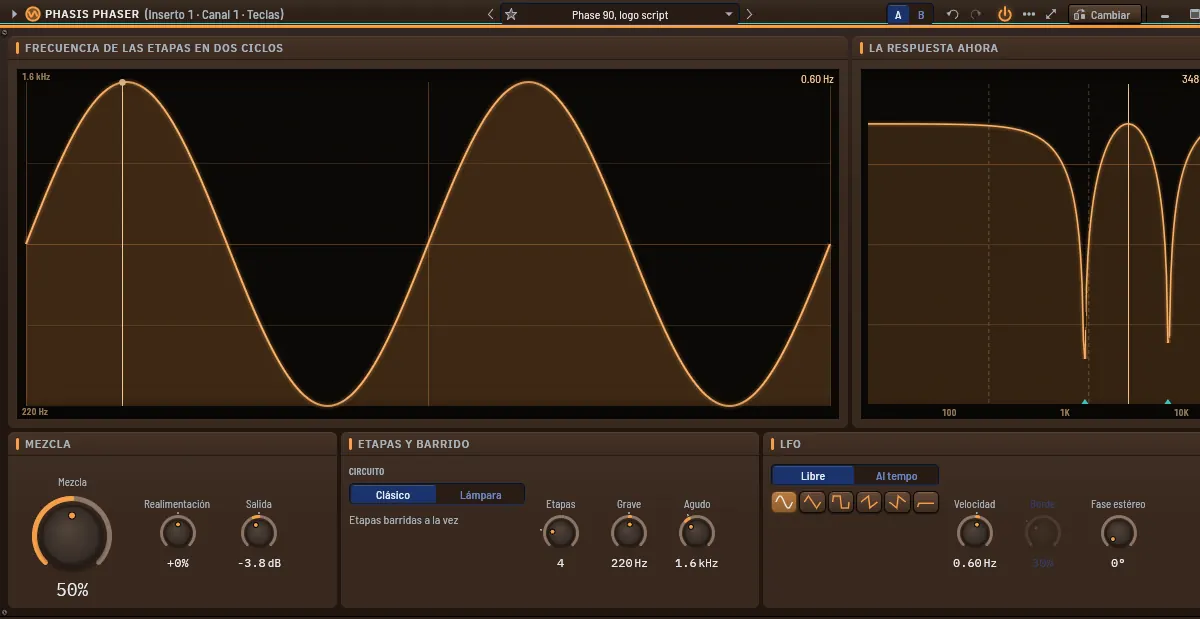 PHASIS PHASER (Inserto 1 · Canal 1 · Teclas)
Phase 90, logo script
A B
Cambiar
FRECUENCIA DE LAS ETAPAS EN DOS CICLOS
1.6 kHz
0.60 Hz
220 Hz
LA RESPUESTA AHORA
348
100 1K 10K
MEZCLA
Mezcla
50%
Realimentación
+0%
Salida
-3.8 dB
ETAPAS Y BARRIDO
CIRCUITO
Clásico Lámpara
Etapas barridas a la vez
Etapas
4
Grave
220 Hz
Agudo
1.6 kHz
LFO
Libre Al tempo
Velocidad
0.60 Hz
Borde
30%
Fase estéreo
0°